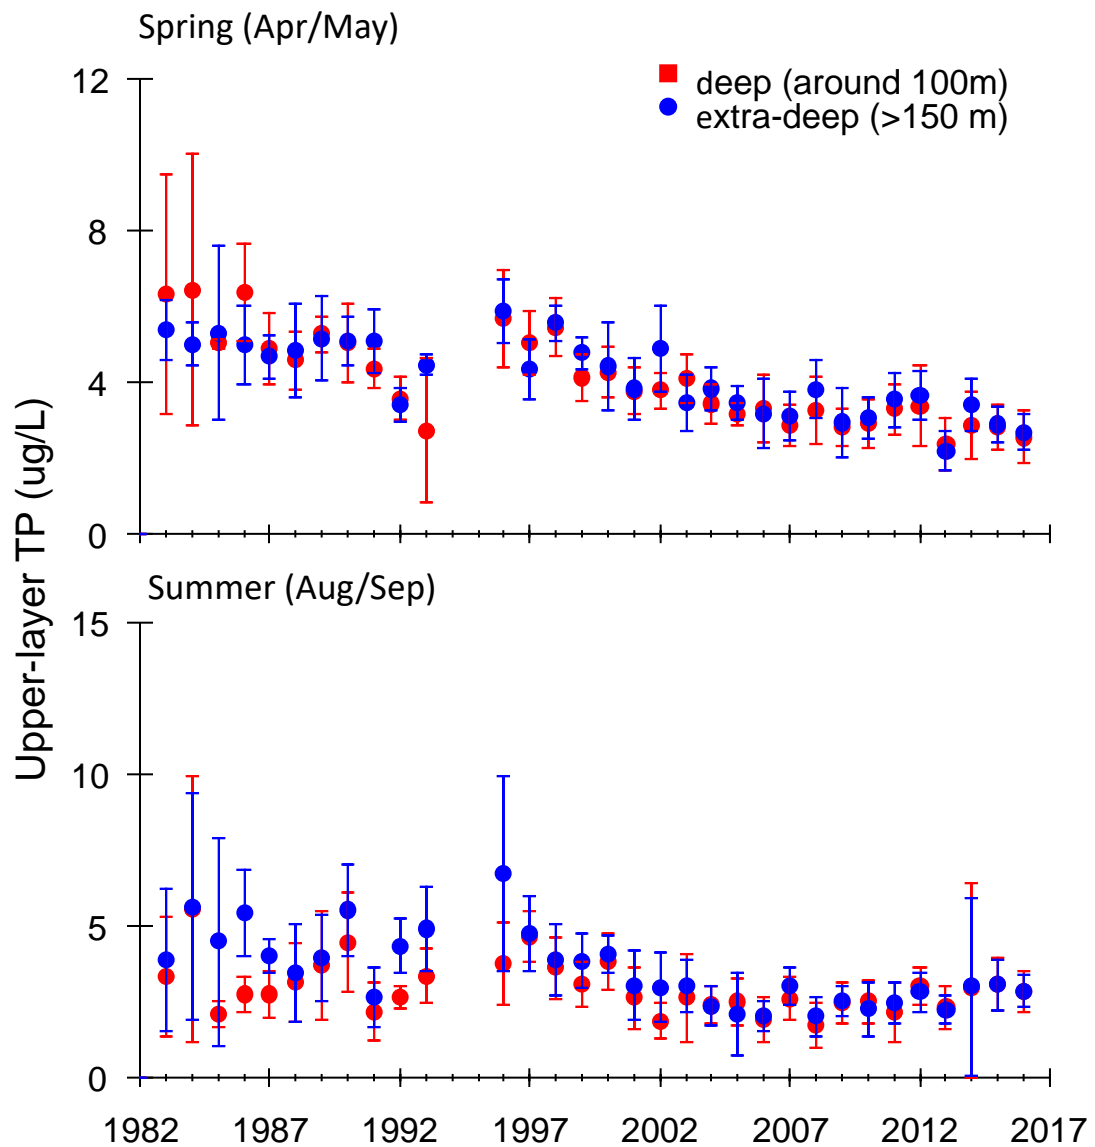 Spring (Apr/May)
12
deep (around 100m)
extra-deep (>150 m)
8
4
0
Upper-layer TP (ug/L)
Summer (Aug/Sep)
15
10
5
0
1982 1987 1992 1997 2002 2007 2012 2017